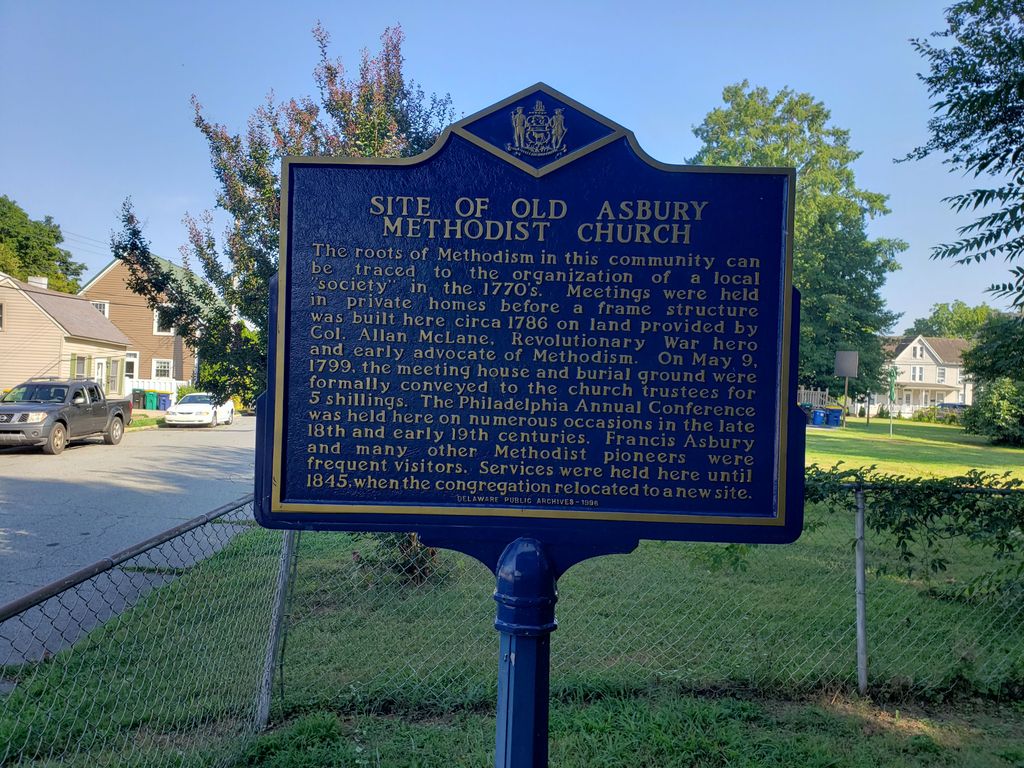 SITE OF OLD ASBURY
METHODIST CHURCH
The roots of Methodism in this community can
be traced to the organization of a local
"society" in the 1770's. Meetings were held
in private homes before a frame structure
was built here circa 1786 on land provided by
Col. Allan McLane, Revolutionary War hero
and early advocate of Methodism. On May 9,
1799, the meeting house and burial ground were
formally conveyed to the church trustees for
5 shillings. The Philadelphia Annual Conference
was held here on numerous occasions in the late
18th and early 19th centuries. Francis Asbury
and many other Methodist pioneers were
frequent visitors. Services were held here until
1845, when the congregation relocated to a new site.
DELAWARE PUBLIC ARCHIVES - 1996